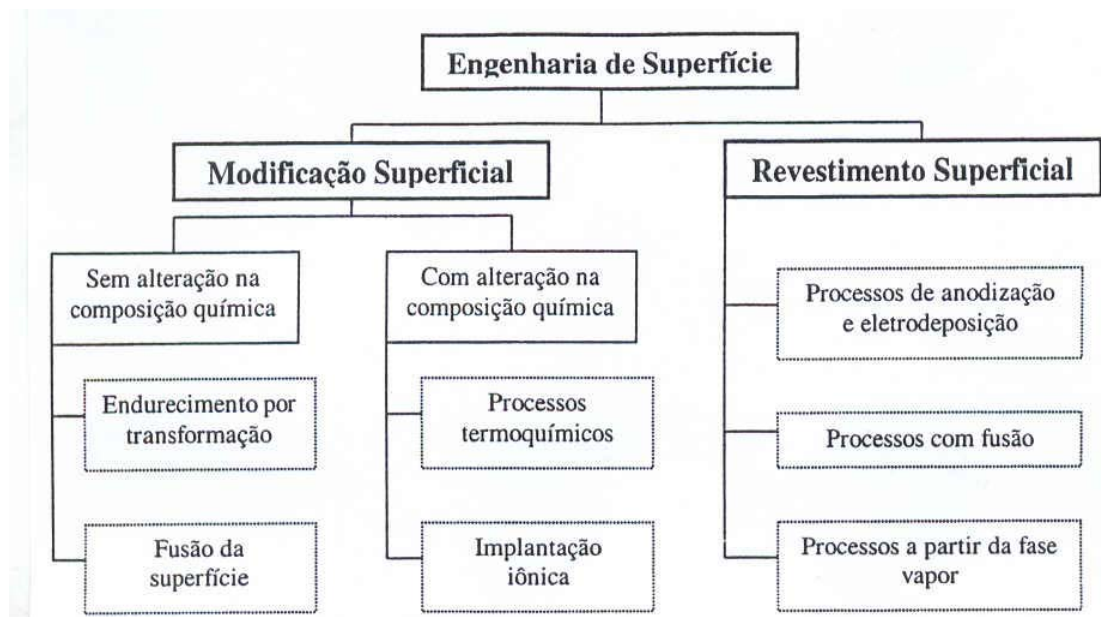 Engenharia de Superfície
Modificação Superficial
Revestimento Superficial
Sem alteração na
composição química
Com alteração na
composição química
Processos de anodização
e eletrodeposição
Endurecimento por
transformação
Processos
termoquímicos
Processos com fusão
Fusão da
superfície
Implantação
iônica
Processos a partir da fase
vapor